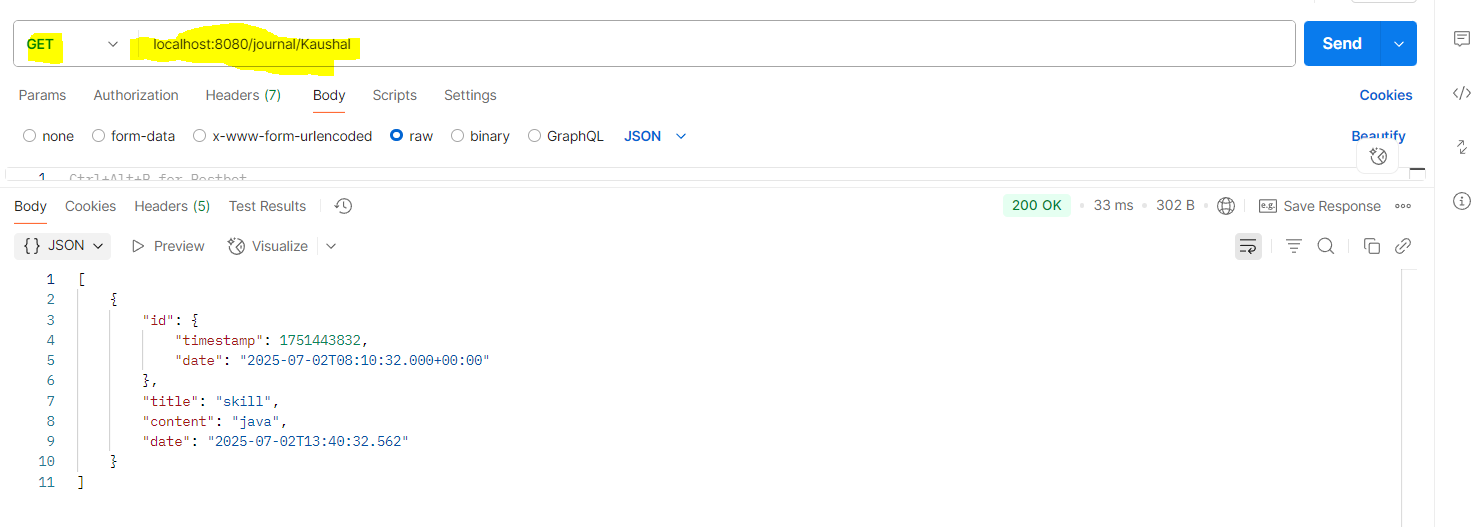 GET localhost:8080/journal/Kaushal Send
Params Authorization Headers (7) Body Scripts Settings Cookies
none form-data x-www-form-urlencoded raw binary GraphQL JSON Beautify
1 Ctrl+Alt+P for Postbot
Body Cookies Headers (5) Test Results 200 OK • 33 ms • 302 B • e.g. Save Response
{} JSON Preview Visualize
1 [
2 {
3 "id": {
4 "timestamp": 1751443832,
5 "date": "2025-07-02T08:10:32.000+00:00"
6 },
7 "title": "skill",
8 "content": "java",
9 "date": "2025-07-02T13:40:32.562"
10 }
11 ]